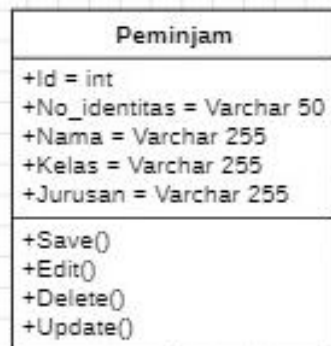 Peminjam
+Id = int
+No_identitas = Varchar 50
+Nama = Varchar 255
+Kelas = Varchar 255
+Jurusan = Varchar 255
+Save()
+Edit()
+Delete()
+Update()